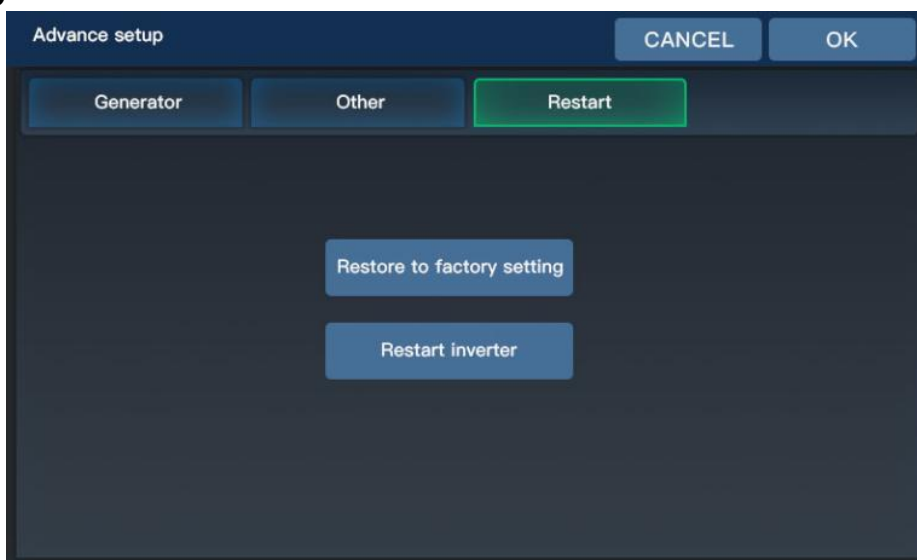 Advance setup CANCEL OK
Generator Other Restart
Restore to factory setting
Restart inverter